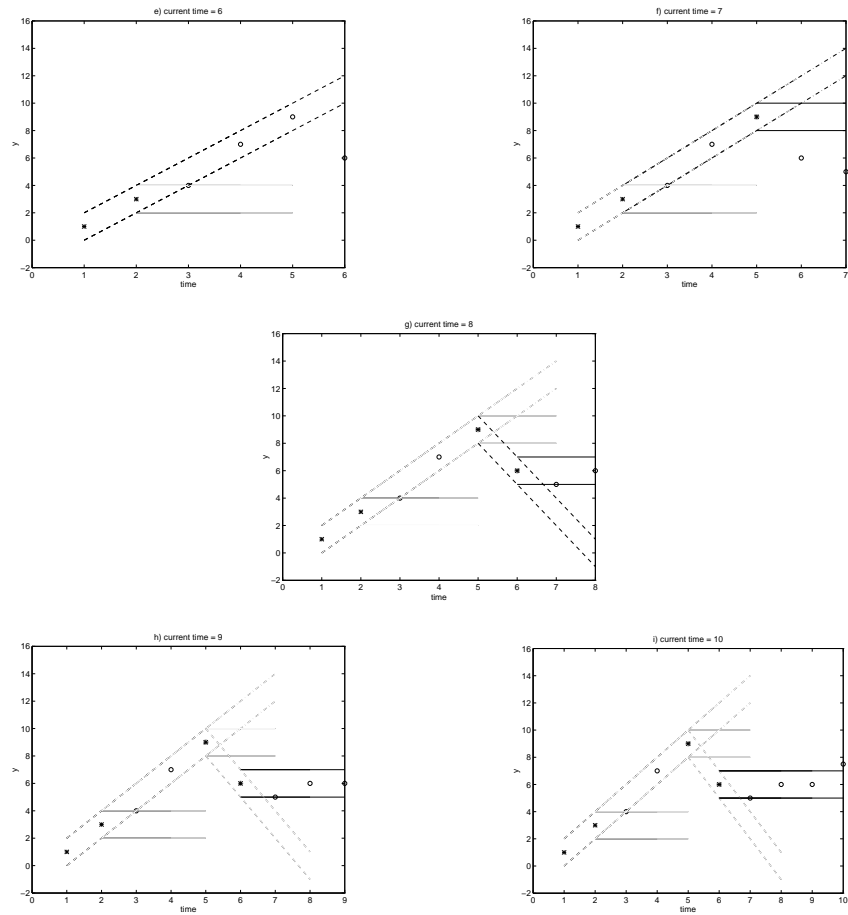 e) current time = 6
16
14
12
10
8
6
4
2
0
−2
y
0 1 2 3 4 5 6
time
f) current time = 7
16
14
12
10
8
6
4
2
0
−2
y
0 1 2 3 4 5 6 7
time
g) current time = 8
16
14
12
10
8
6
4
2
0
−2
y
0 1 2 3 4 5 6 7 8
time
h) current time = 9
16
14
12
10
8
6
4
2
0
−2
y
0 1 2 3 4 5 6 7 8 9
time
i) current time = 10
16
14
12
10
8
6
4
2
0
−2
y
0 1 2 3 4 5 6 7 8 9 10
time